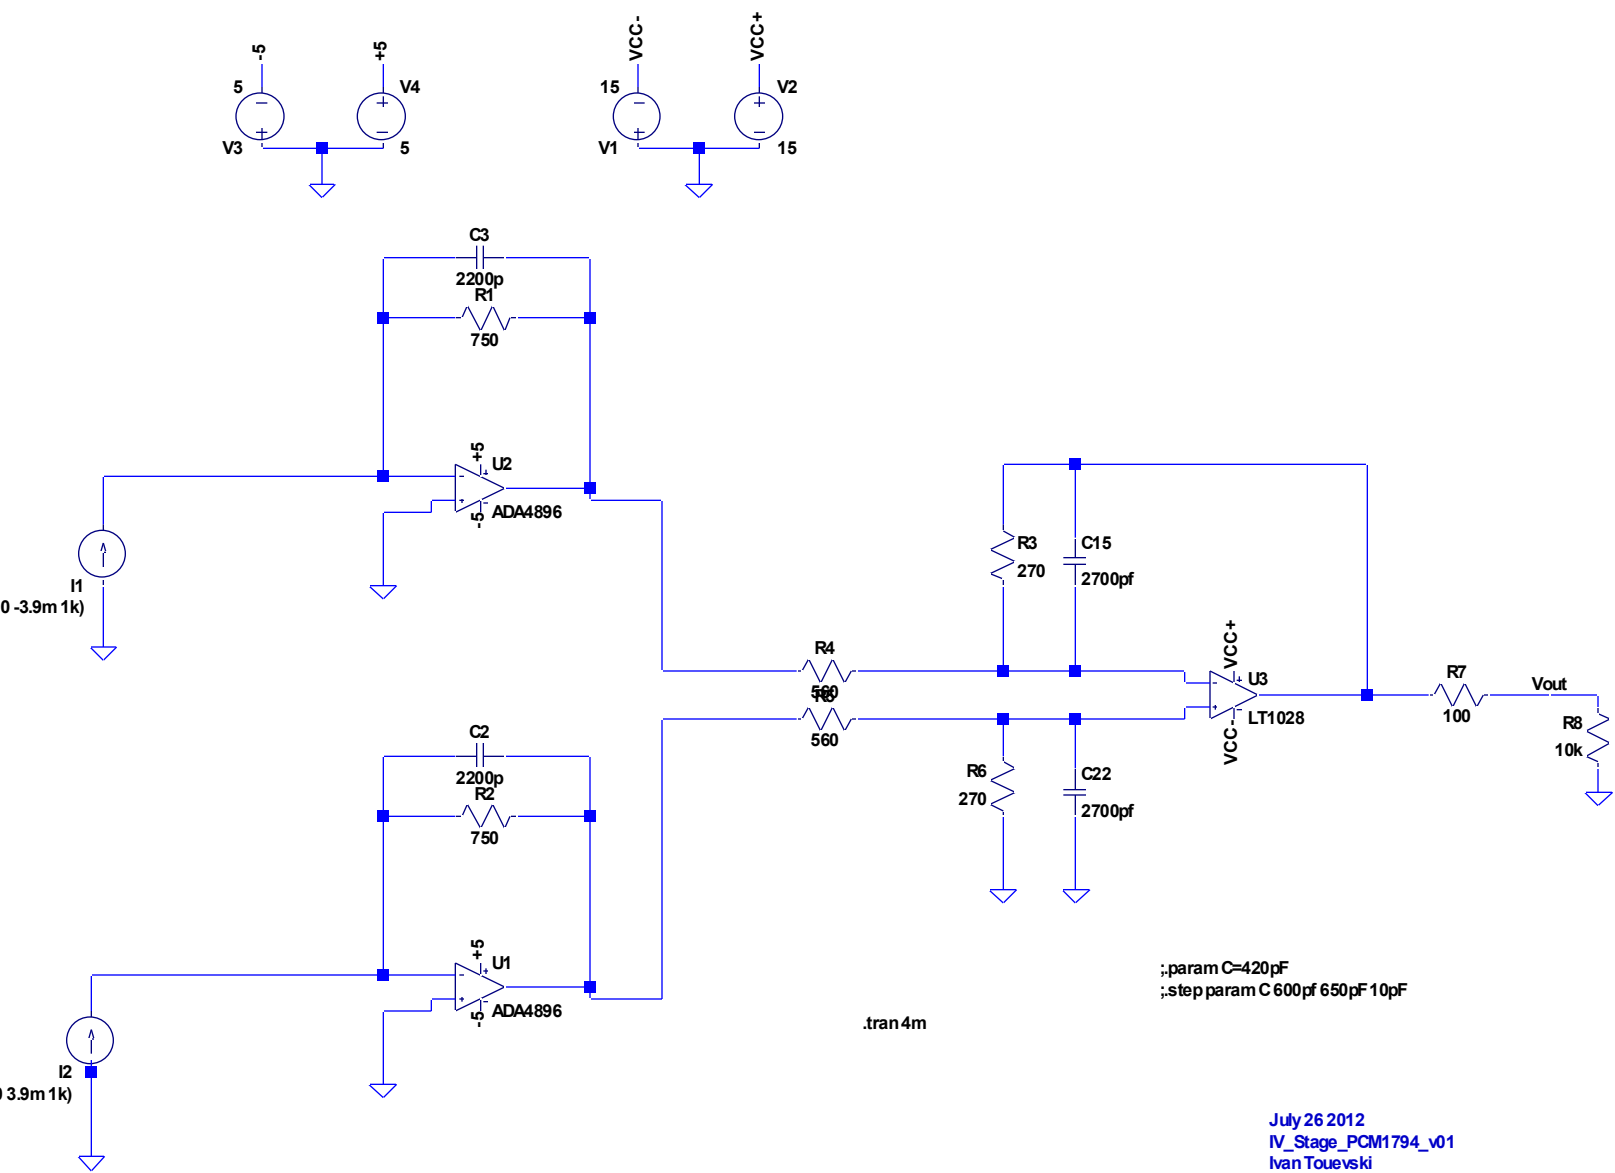 -5
+5
VCC-
VCC+
5
V4
15
V2
V3
5
V1
15
C3
2200p
R1
750
+5
U2
-5
ADA4896
I1
0 -3.9m 1k)
R3
270
C15
2700pf
R4
560
R5
560
VCC+
U3
VCC-
LT1028
R7
100
Vout
R8
10k
C2
2200p
R2
750
R6
270
C22
2700pf
+5
U1
-5
ADA4896
I2
0 3.9m 1k)
;.param C=420pF
;.step param C 600pf 650pF 10pF
.tran 4m
July 26 2012
IV_Stage_PCM1794_v01
Ivan Touevski